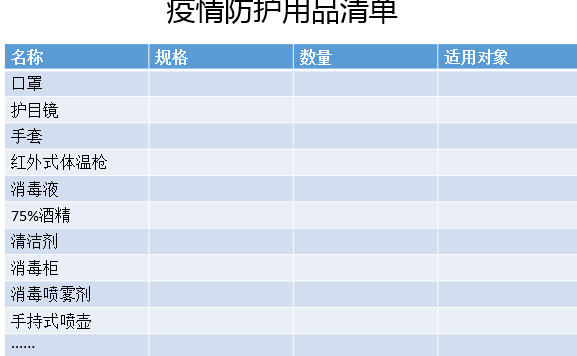 疫情防护用品清单
名称 规格 数量 适用对象
口罩
护目镜
手套
红外式体温枪
消毒液
75%酒精
清洁剂
消毒柜
消毒喷雾剂
手持式喷壶
......